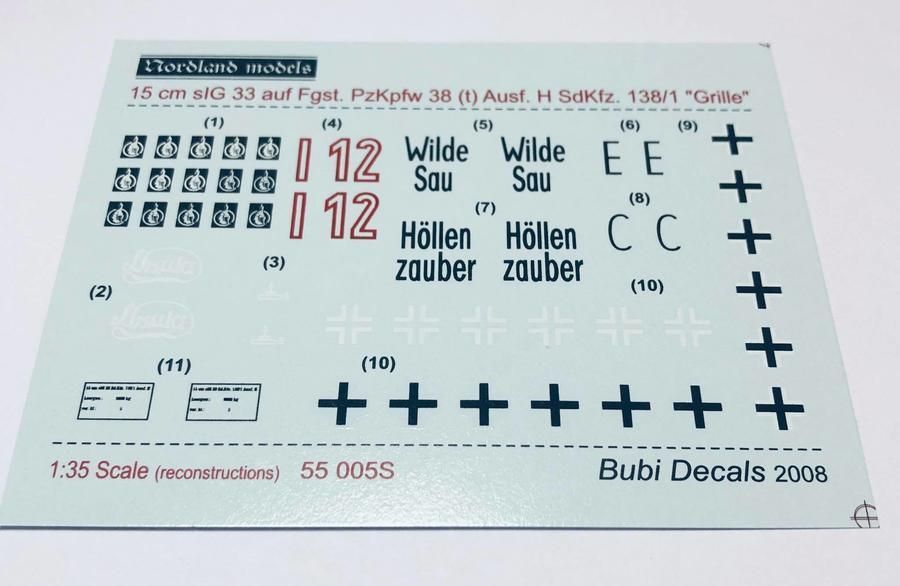 Nordland models
15 cm sIG 33 auf Fgst. PzKpfw 38 (t) Ausf. H SdKfz. 138/1 "Grille"
(1) (4) (5) (6) (9)
I 12 Wilde Sau Wilde Sau E E
I 12 (7) (8)
Höllen zauber Höllen zauber C C
Ursula (3)
(2) (10)
Ursula
(11) (10)
1:35 Scale (reconstructions) 55 005S Bubi Decals 2008